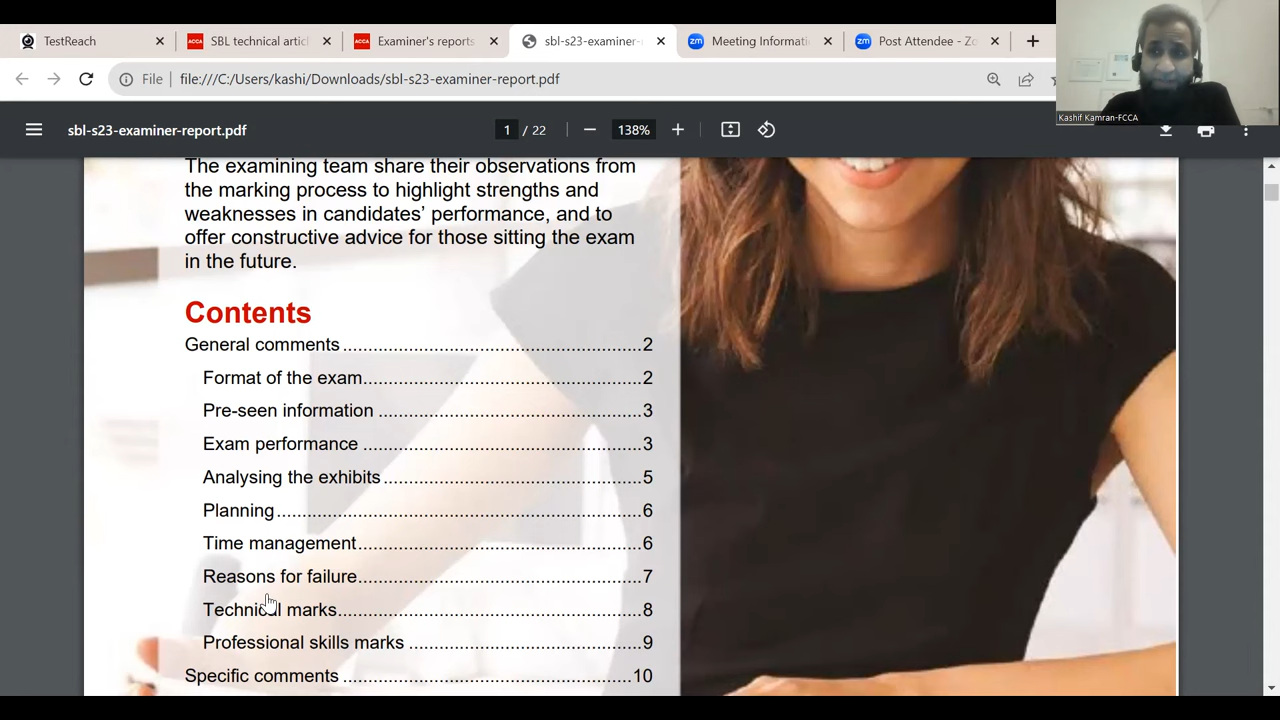 TestReach
ACCA SBL technical artic
ACCA Examiner's reports
sbl-s23-examiner-
zm Meeting Informati
zm Post Attendee - Zo
File
file:///C:/Users/kashi/Downloads/sbl-s23-examiner-report.pdf
Kashif Kamran-FCCA
sbl-s23-examiner-report.pdf
1 / 22
138%
The examining team share their observations from
the marking process to highlight strengths and
weaknesses in candidates' performance, and to
offer constructive advice for those sitting the exam
in the future.
Contents
General comments ............................................................ 2
Format of the exam........................................................ 2
Pre-seen information ..................................................... 3
Exam performance ........................................................ 3
Analysing the exhibits.................................................... 5
Planning......................................................................... 6
Time management......................................................... 6
Reasons for failure......................................................... 7
Technical marks............................................................. 8
Professional skills marks ............................................... 9
Specific comments ..........................................................10